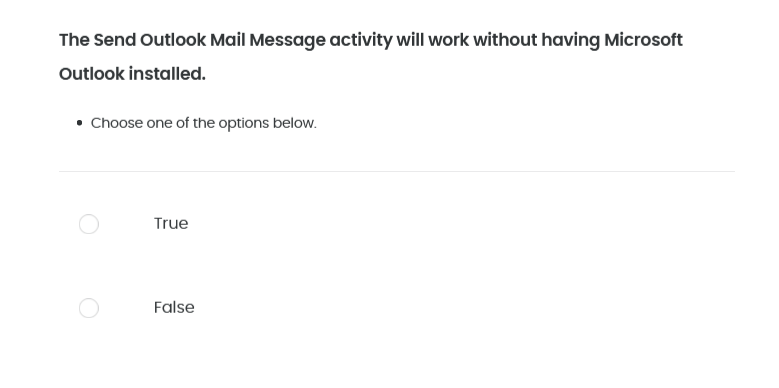 The Send Outlook Mail Message activity will work without having Microsoft
Outlook installed.
• Choose one of the options below.
True
False